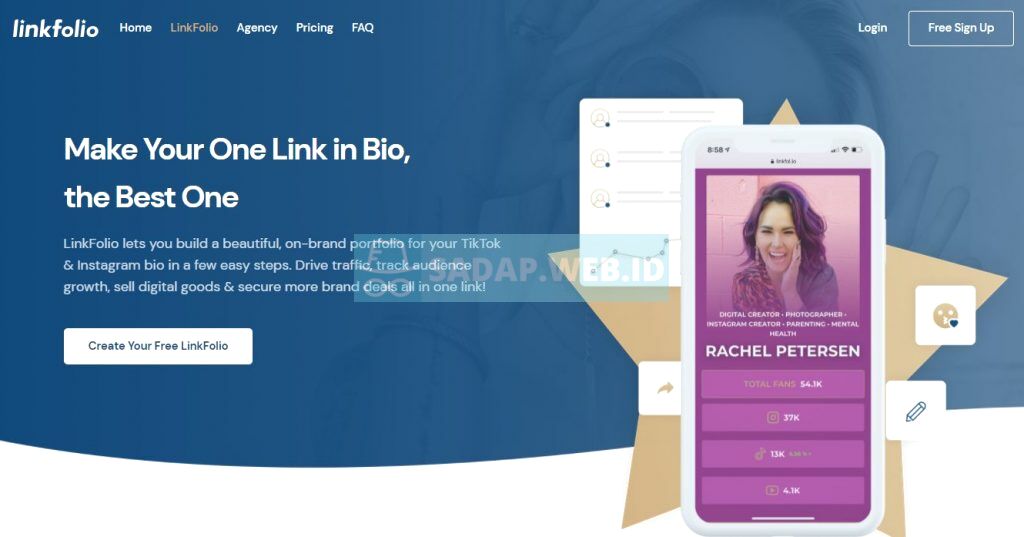 linkfolio
Home
LinkFolio
Agency
Pricing
FAQ
Login
Free Sign Up
Make Your One Link in Bio,
the Best One
LinkFolio lets you build a beautiful, on-brand portfolio for your TikTok
& Instagram bio in a few easy steps. Drive traffic, track audience
growth, sell digital goods & secure more brand deals all in one link!
Create Your Free LinkFolio
SADAP.WEB.ID
8:58
linkfol.io
DIGITAL CREATOR • PHOTOGRAPHER •
INSTAGRAM CREATOR • PARENTING • MENTAL
HEALTH
RACHEL PETERSEN
TOTAL FANS 54.1K
37K
13K
4.1K